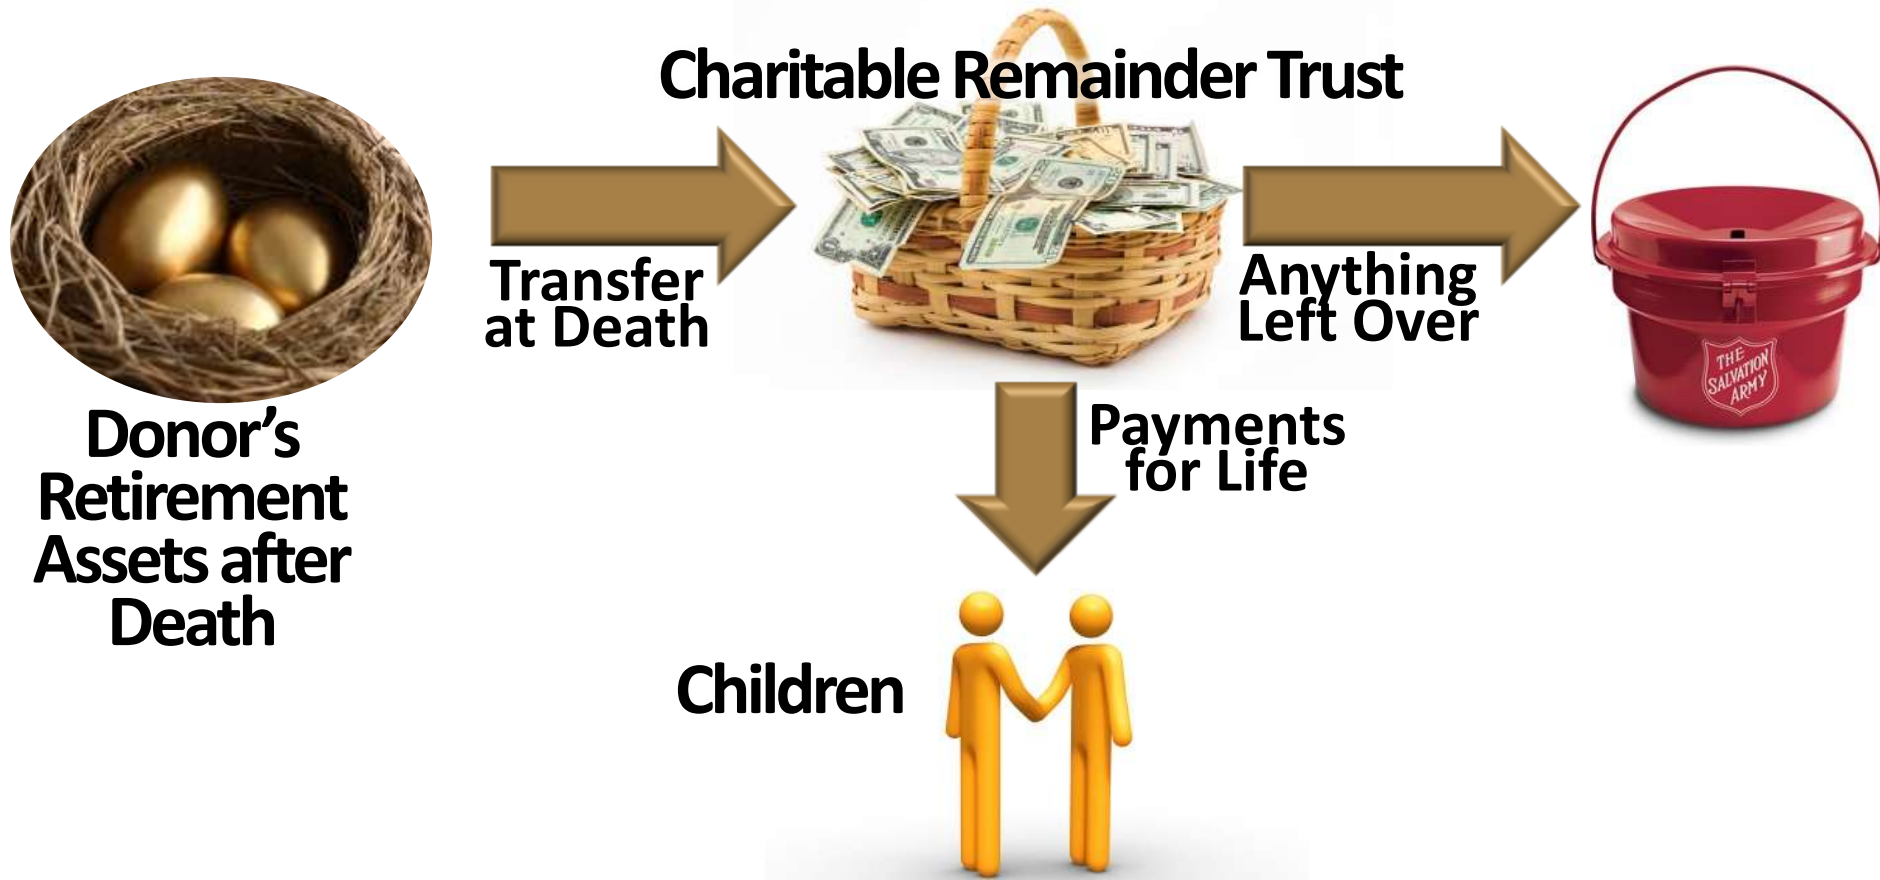 Charitable Remainder Trust
Transfer
at Death
Anything
Left Over
THE
SALVATION
ARMY
Donor’s
Retirement
Assets after
Death
Payments
for Life
Children